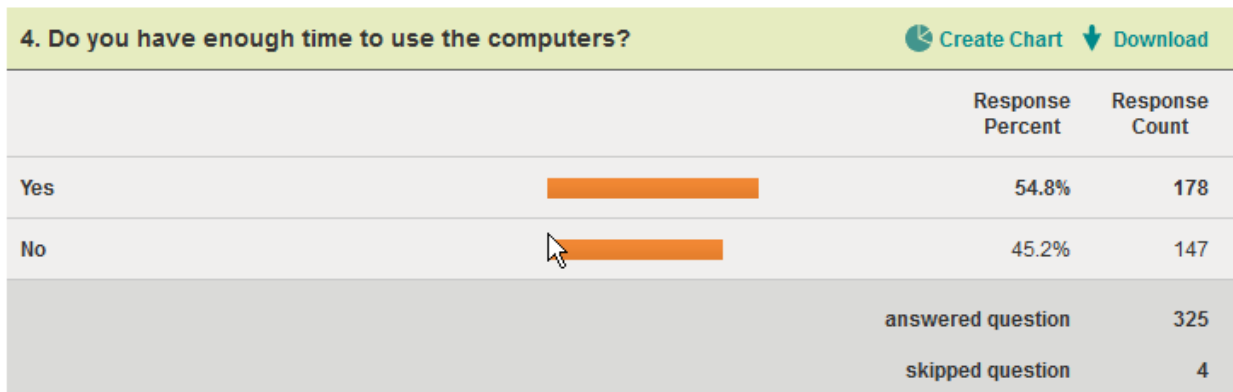 4. Do you have enough time to use the computers? Create Chart Download
Response Response
Percent Count
Yes 54.8% 178
No 45.2% 147
answered question 325
skipped question 4